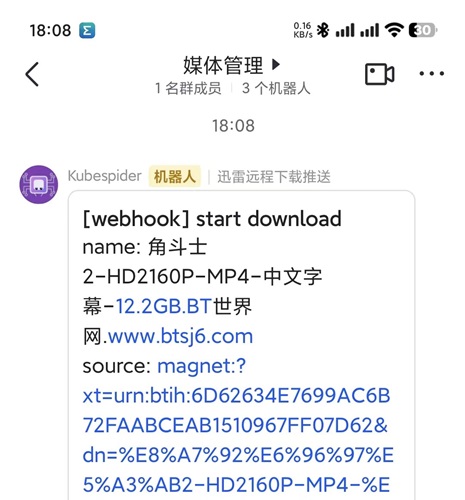 18:08
0.16
KB/s
30
媒体管理
1 名群成员 | 3 个机器人
18:08
Kubespider 机器人 | 迅雷远程下载推送
[webhook] start download
name: 角斗士
2-HD2160P-MP4-中文字
幕-12.2GB.BT世界
网.www.btsj6.com
source: magnet:?
xt=urn:btih:6D62634E7699AC6B
72FAABCEAB1510967FF07D62&
dn=%E8%A7%92%E6%96%97%E
5%A3%AB2-HD2160P-MP4-%E